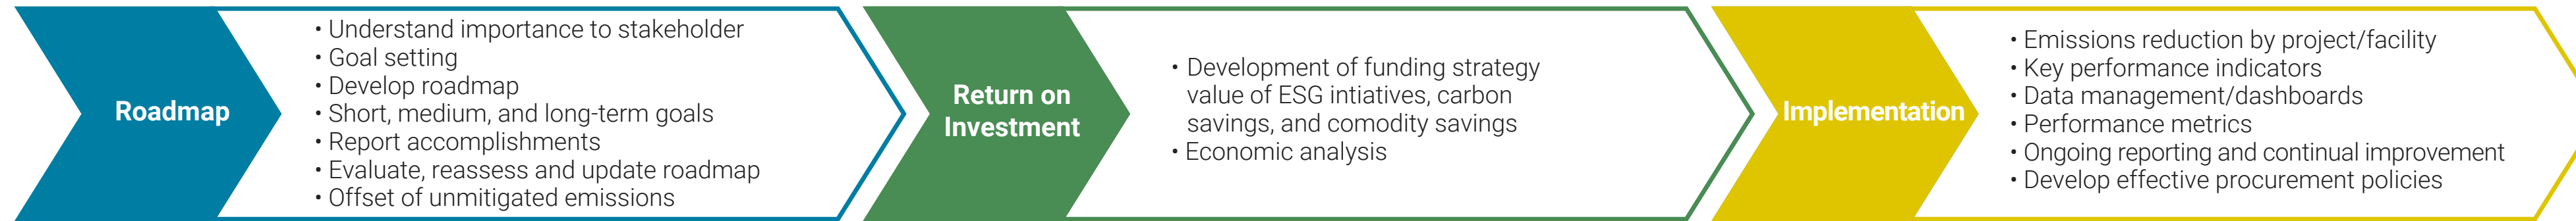 Roadmap
• Understand importance to stakeholder
• Goal setting
• Develop roadmap
• Short, medium, and long-term goals
• Report accomplishments
• Evaluate, reassess and update roadmap
• Offset of unmitigated emissions
Return on
Investment
• Development of funding strategy
value of ESG intiatives, carbon
savings, and comodity savings
• Economic analysis
Implementation
• Emissions reduction by project/facility
• Key performance indicators
• Data management/dashboards
• Performance metrics
• Ongoing reporting and continual improvement
• Develop effective procurement policies